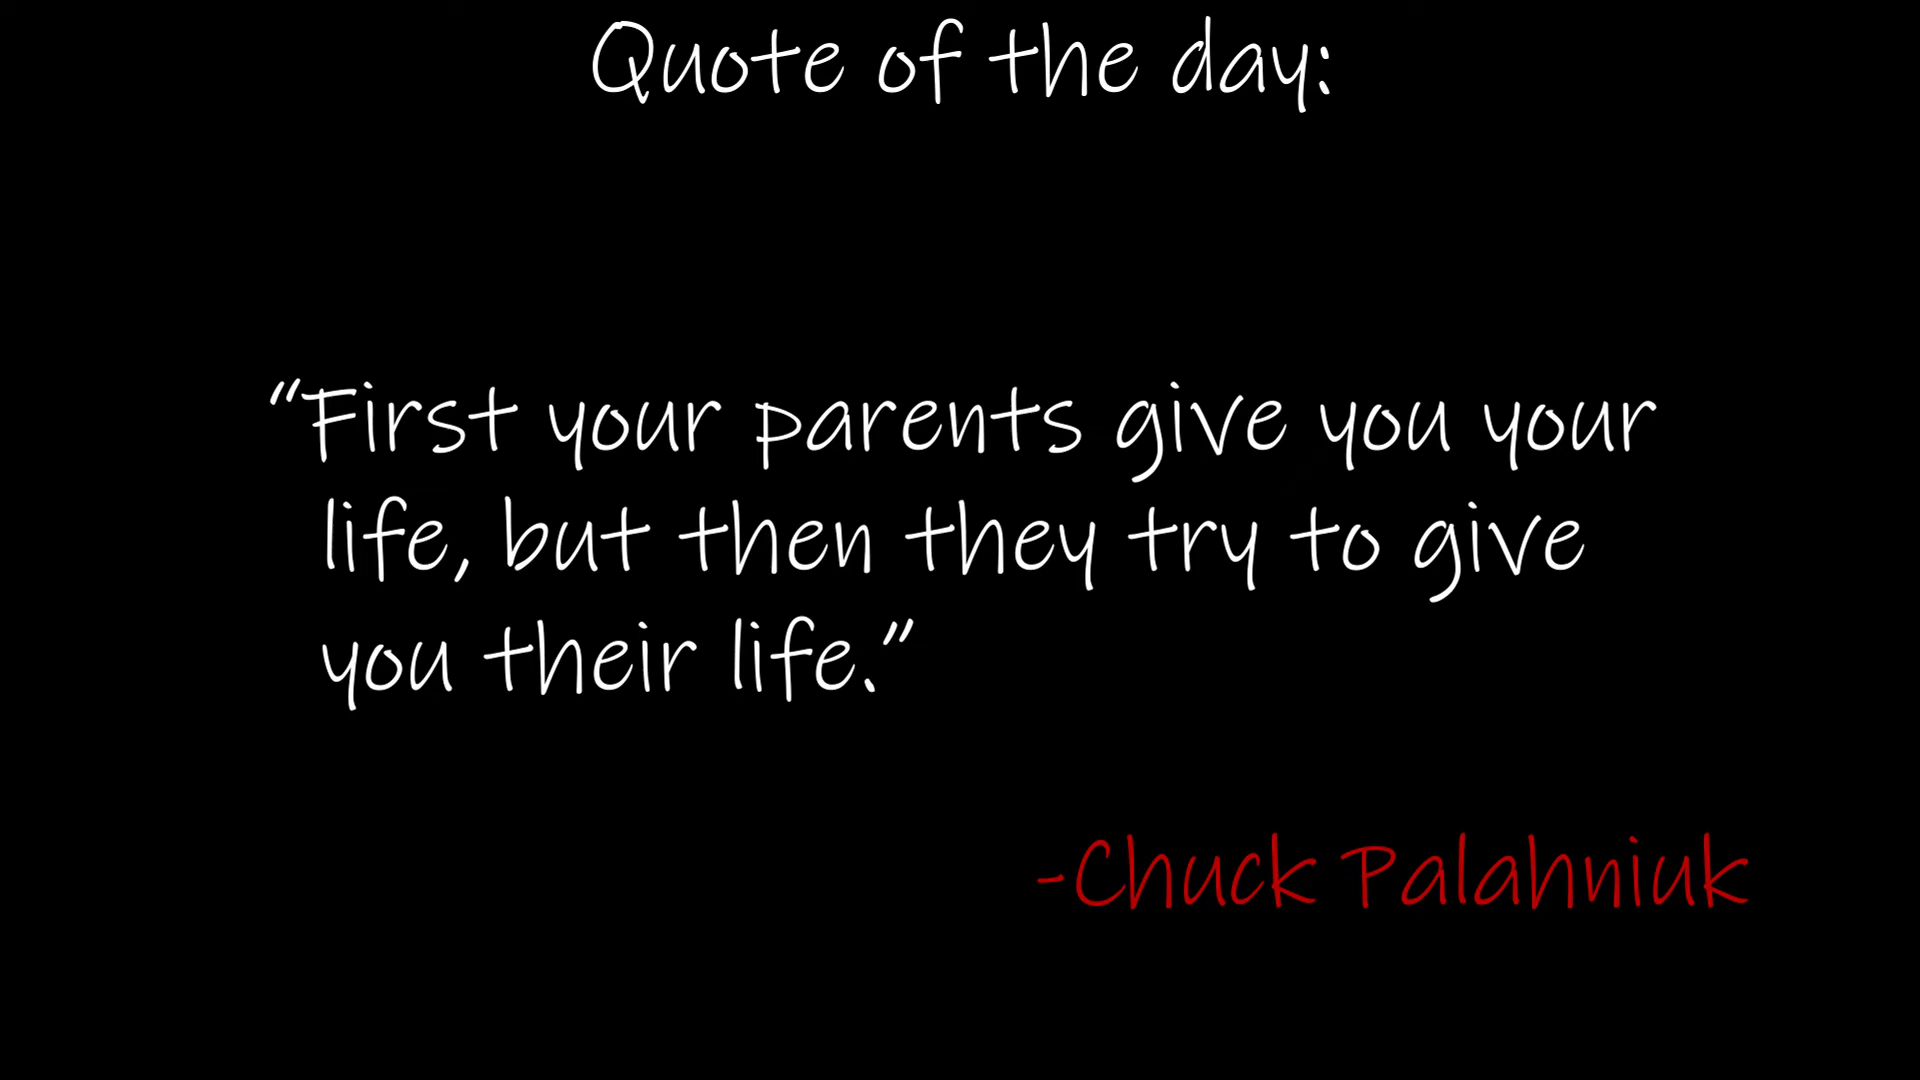 Quote of the day:
“First your parents give you your
life, but then they try to give
you their life.”
-Chuck Palahniuk